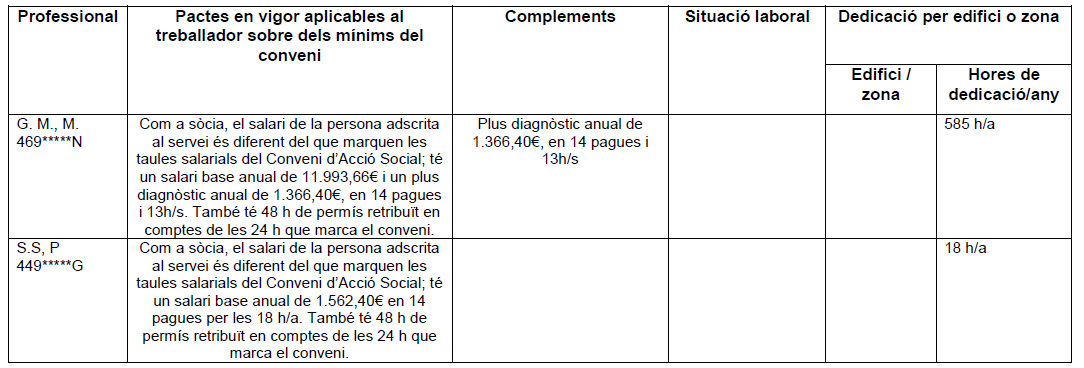 Professional
Pactes en vigor aplicables al
treballador sobre dels mínims del
conveni
Complements
Situació laboral
Dedicació per edifici o zona
Edifici /
zona
Hores de
dedicació/any
G. M., M.
469*****N
Com a sòcia, el salari de la persona adscrita
al servei és diferent del que marquen les
taules salarials del Conveni d’Acció Social; té
un salari base anual de 11.993,66€ i un plus
diagnòstic anual de 1.366,40€, en 14 pagues
i 13h/s. També té 48 h de permís retribuït en
comptes de les 24 h que marca el conveni.
Plus diagnòstic anual de
1.366,40€, en 14 pagues i
13h/s
585 h/a
S.S, P
449*****G
Com a sòcia, el salari de la persona adscrita
al servei és diferent del que marquen les
taules salarials del Conveni d’Acció Social; té
un salari base anual de 1.562,40€ en 14
pagues per les 18 h/a. També té 48 h de
permís retribuït en comptes de les 24 h que
marca el conveni.
18 h/a